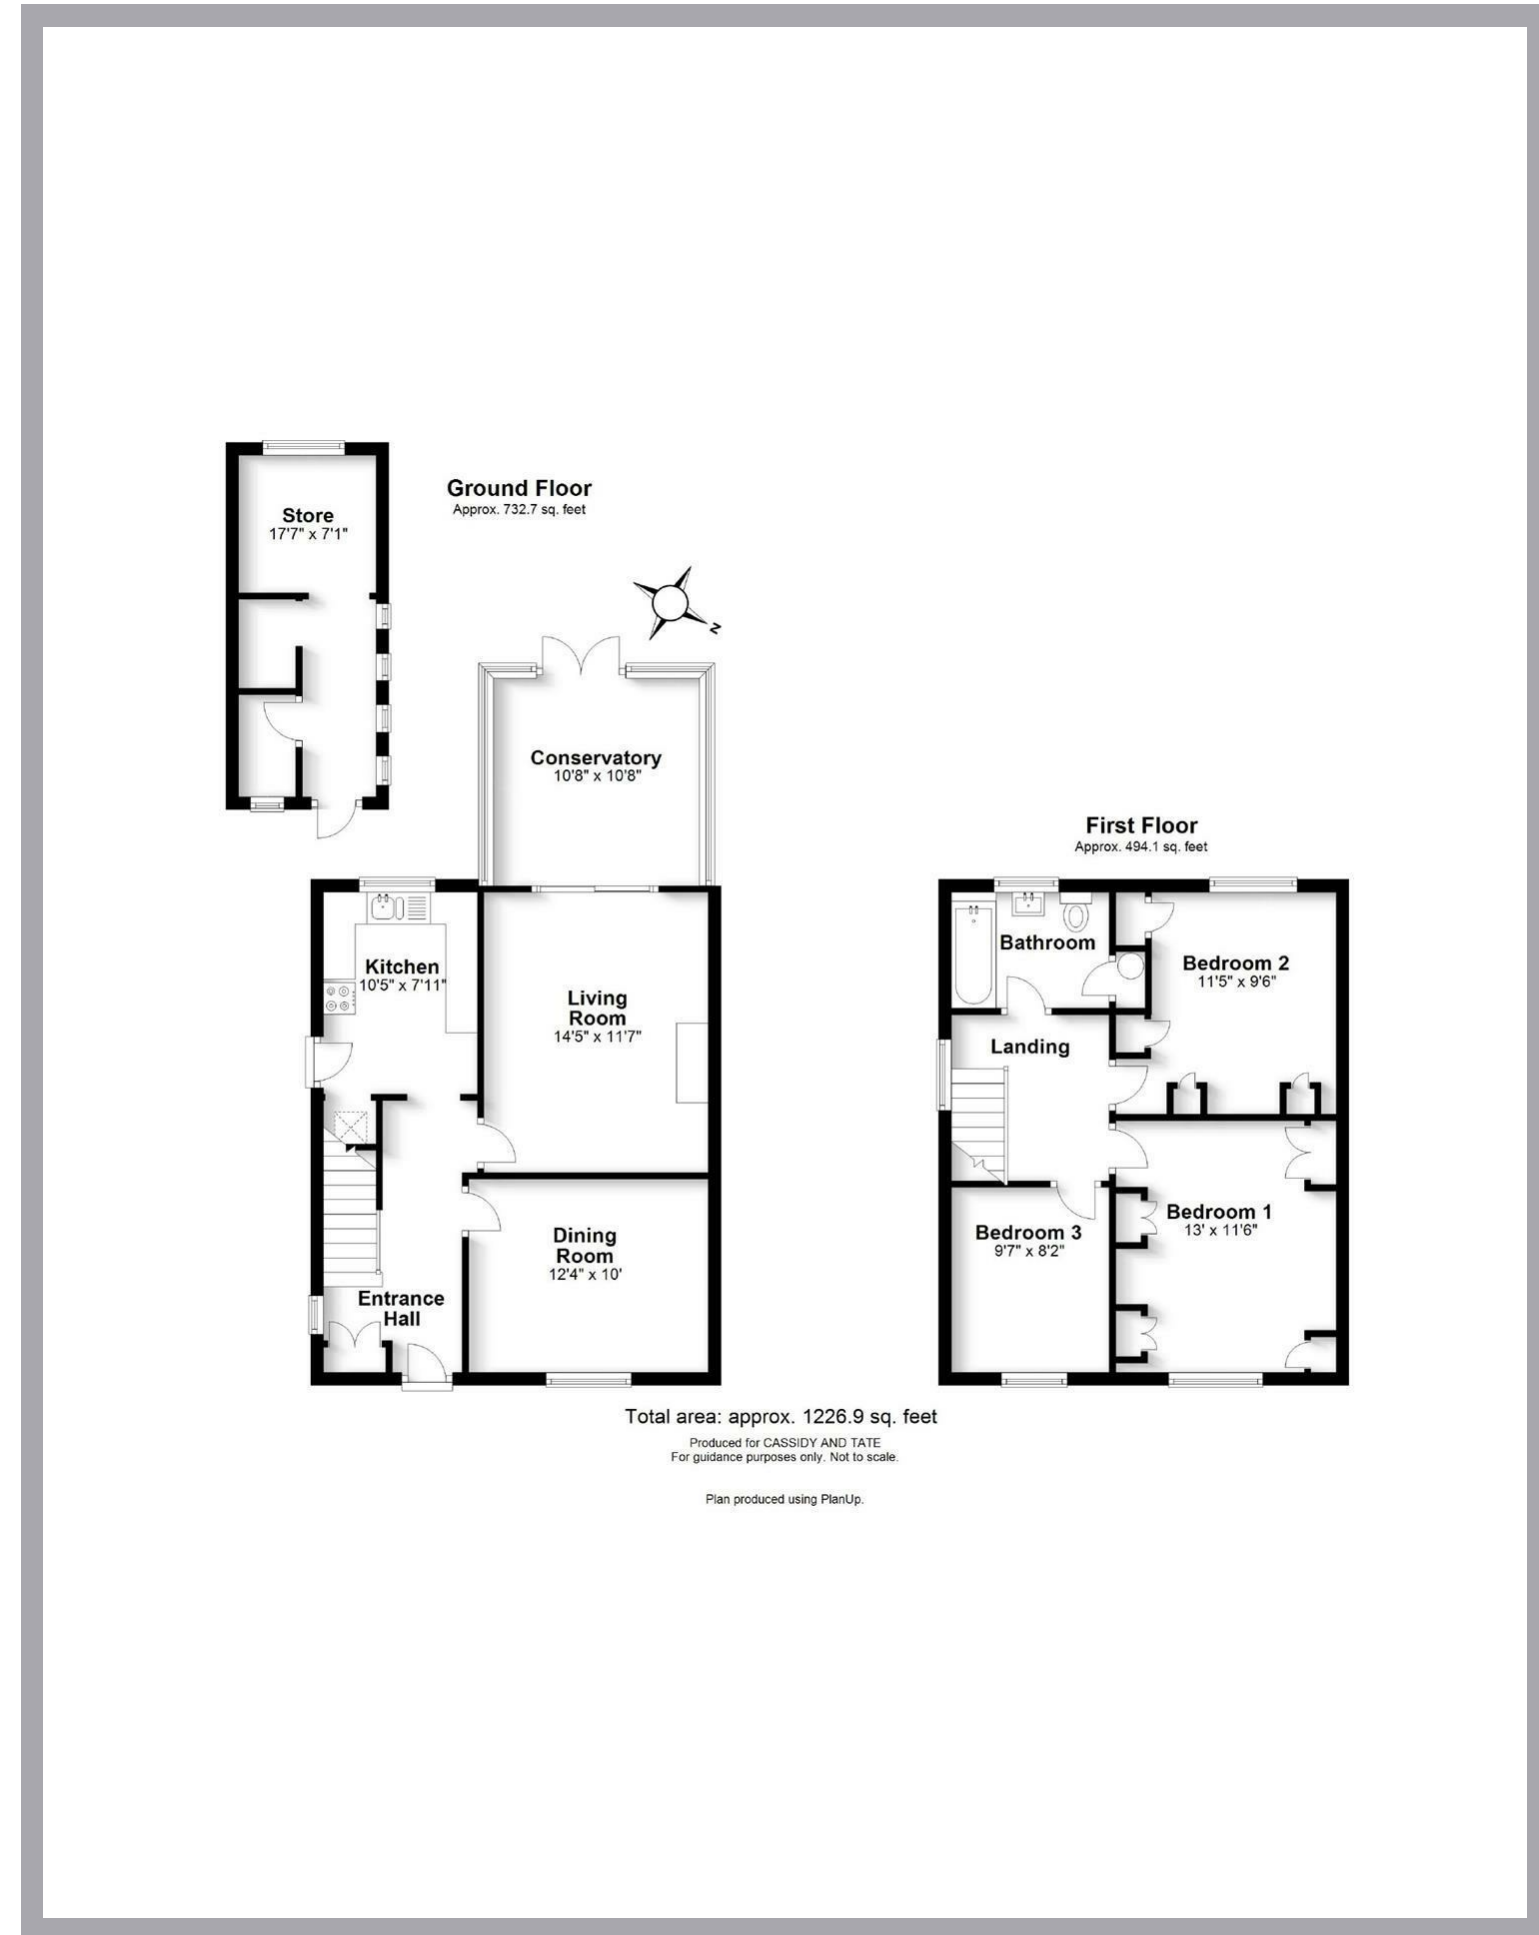 Ground Floor
Approx. 732.7 sq. feet
Store
17'7" x 7'1"
N
Conservatory
10'8" x 10'8"
Kitchen
10'5" x 7'11"
Living
Room
14'5" x 11'7"
Dining
Room
12'4" x 10'
Entrance
Hall
First Floor
Approx. 494.1 sq. feet
Bathroom
Bedroom 2
11'5" x 9'6"
Landing
Bedroom 1
13' x 11'6"
Bedroom 3
9'7" x 8'2"
Total area: approx. 1226.9 sq. feet
Produced for CASSIDY AND TATE
For guidance purposes only. Not to scale.
Plan produced using PlanUp.